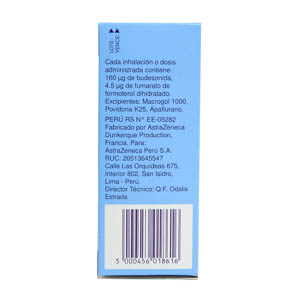 LOTE:
VENCE:
Cada inhalación o dosis
administrada contiene:
160 µg de budesonida,
4.5 µg de fumarato de
formoterol dihidratado.
Excipientes: Macrogol 1000,
Povidona K25, Apaflurano.
PERÚ RS N° EE-05282
Fabricado por AstraZeneca
Dunkerque Production,
Francia. Para:
AstraZeneca Perú S.A.
RUC: 20513645547
Calle Las Orquídeas 675,
Interior 802, San Isidro,
Lima - Perú.
Director Técnico: Q.F. Odalis
Estrada
5 000456 018616